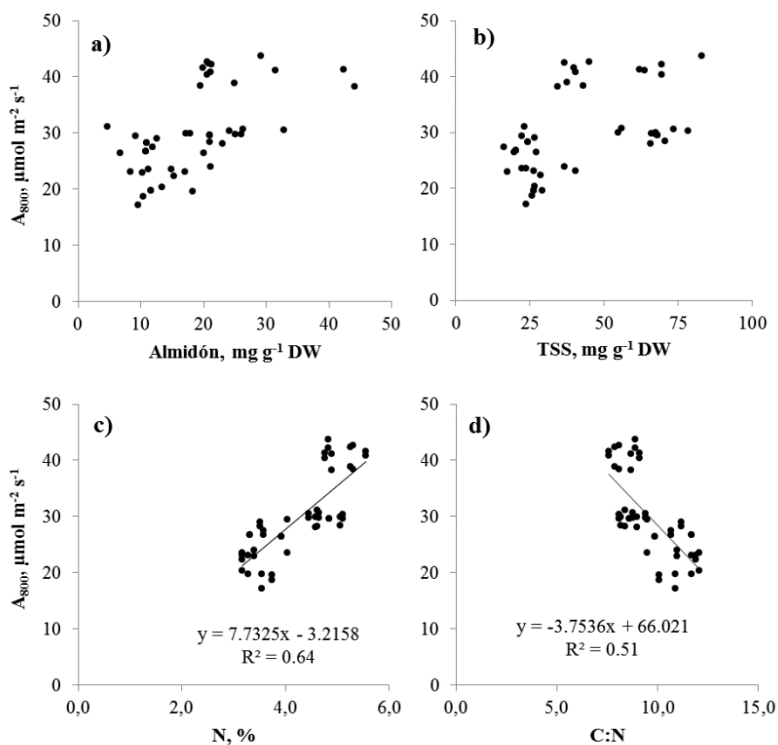 a)
50
40
30
20
10
0
A₈₀₀, µmol m⁻² s⁻¹
0 10 20 30 40 50
Almidón, mg g⁻¹ DW
b)
50
40
30
20
10
0
0 25 50 75 100
TSS, mg g⁻¹ DW
c)
50
40
30
20
10
0
A₈₀₀, µmol m⁻² s⁻¹
y = 7.7325x - 3.2158
R² = 0.64
0,0 2,0 4,0 6,0
N, %
d)
50
40
30
20
10
0
y = -3.7536x + 66.021
R² = 0.51
0,0 5,0 10,0 15,0
C:N